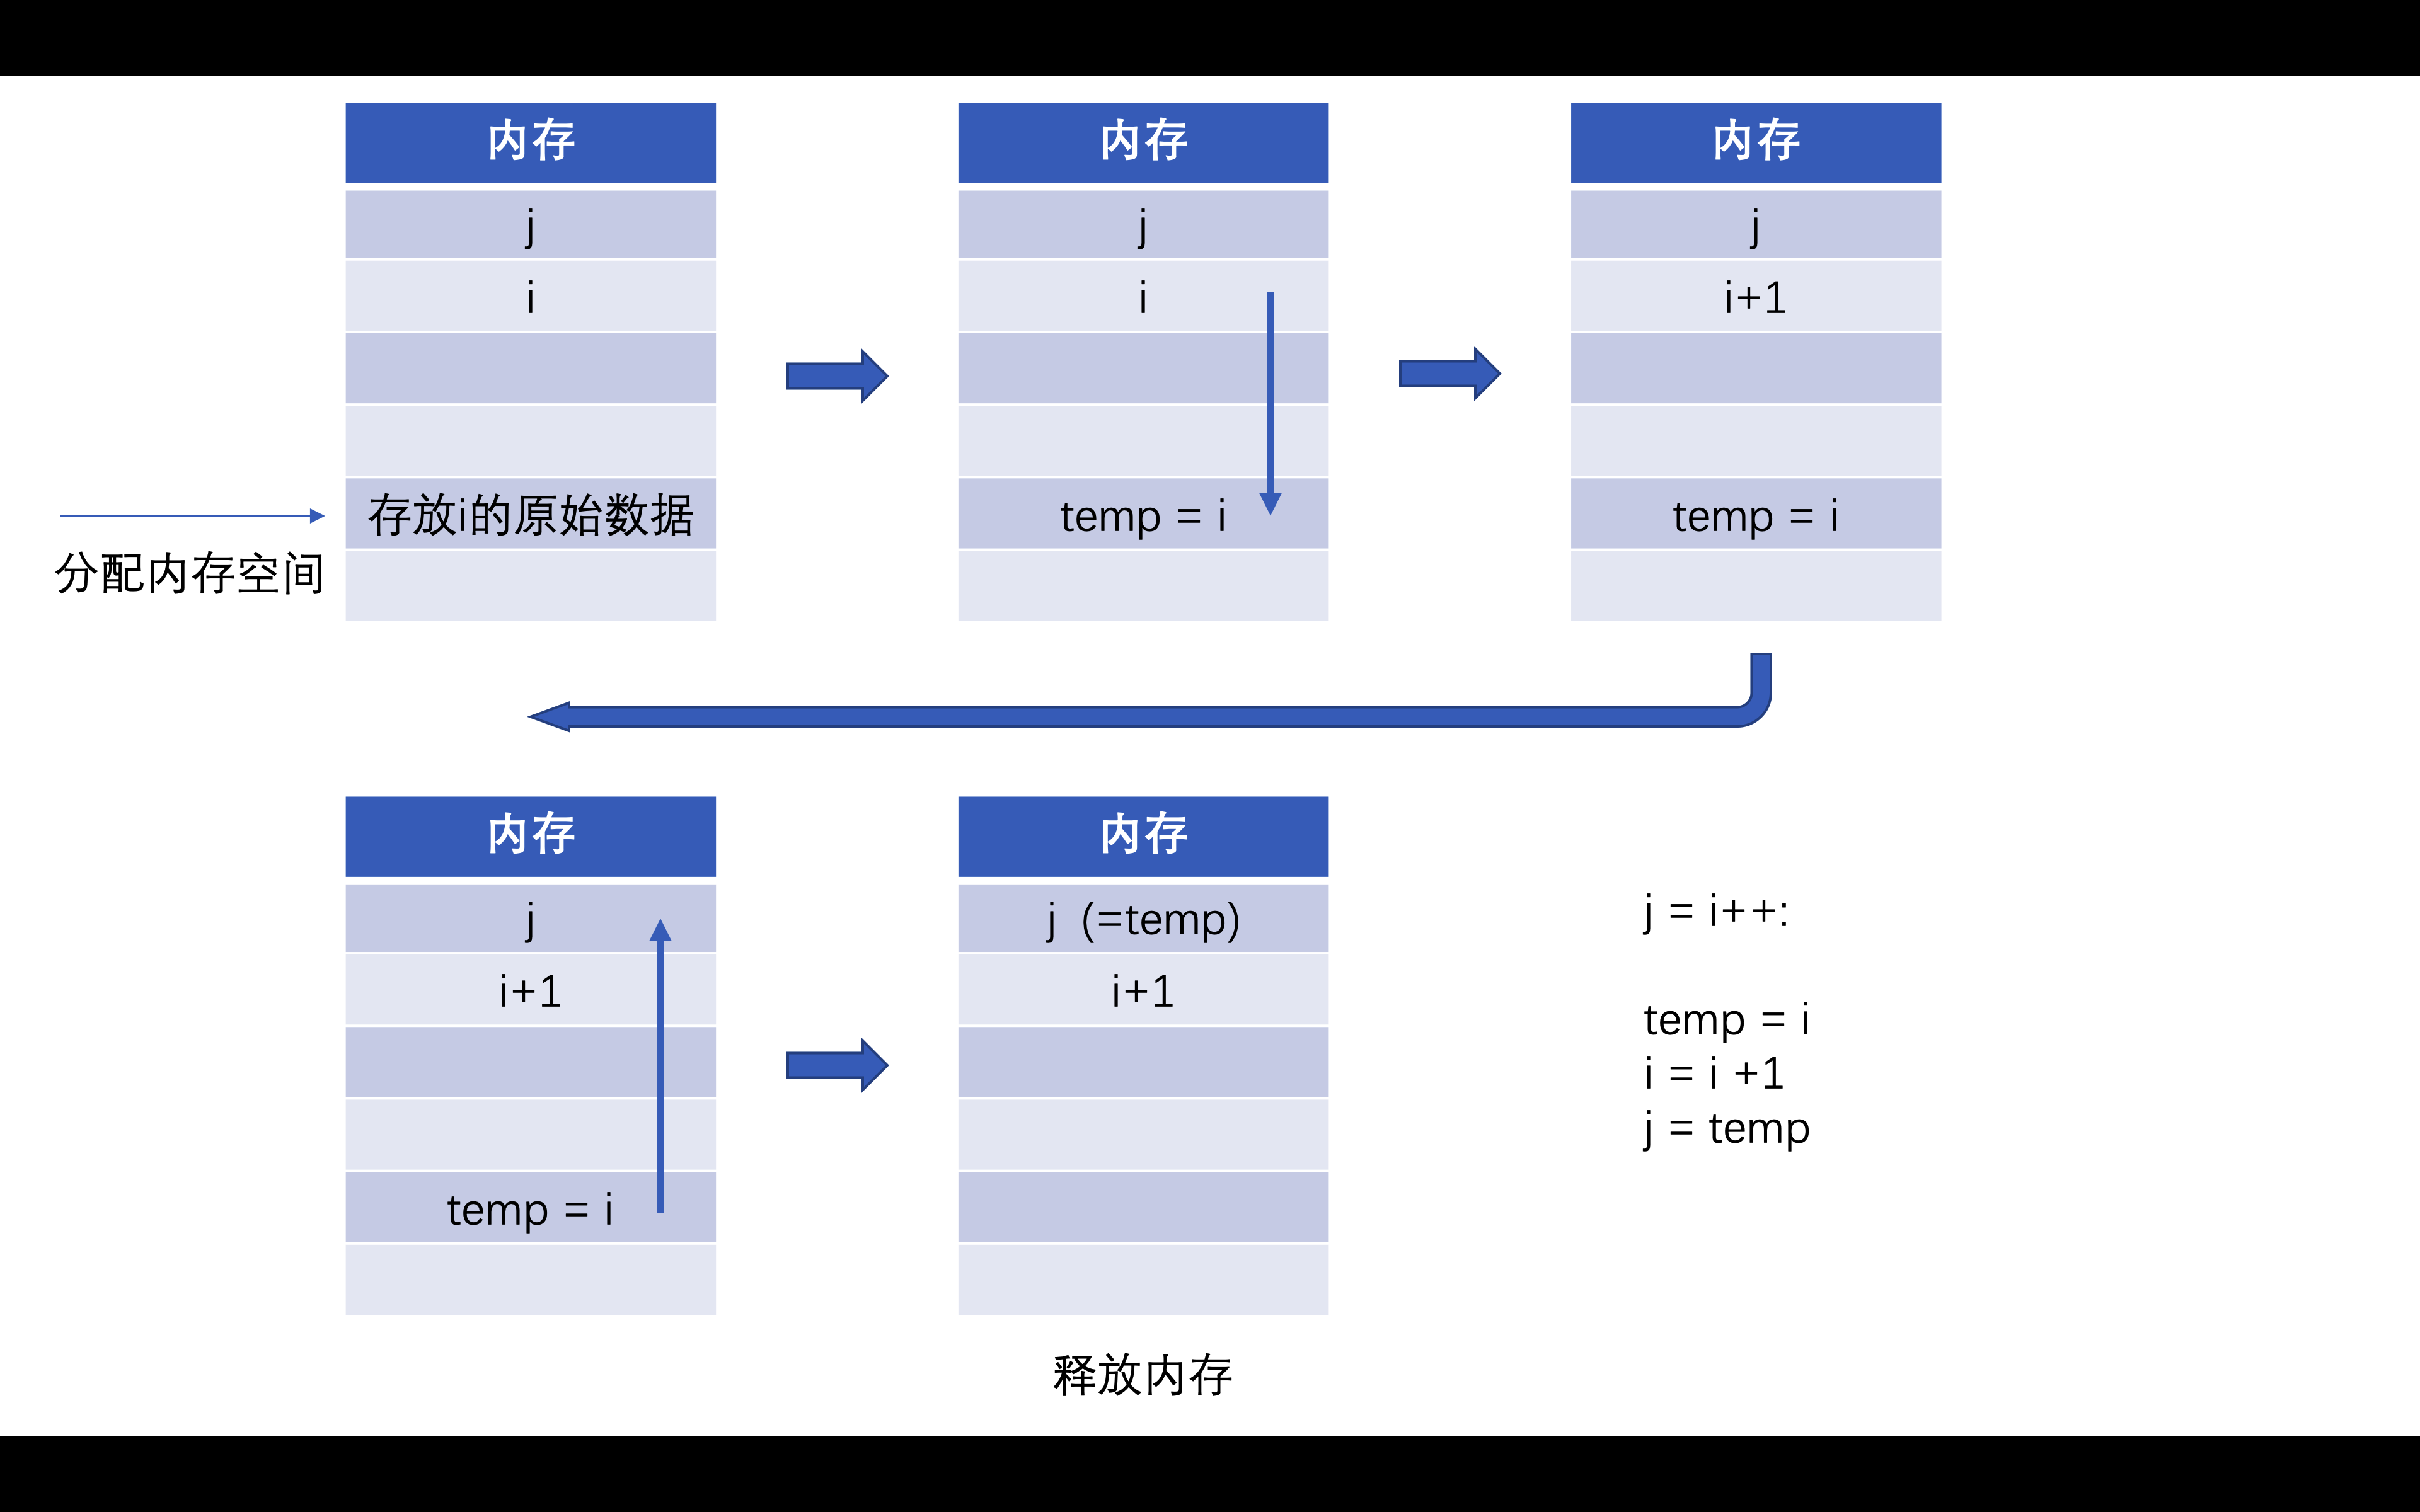 内存
j
i
存放i的原始数据
分配内存空间
内存
j
i
temp = i
内存
j
i+1
temp = i
内存
j
i+1
temp = i
内存
j (=temp)
i+1
释放内存
j = i++:
temp = i
i = i +1
j = temp